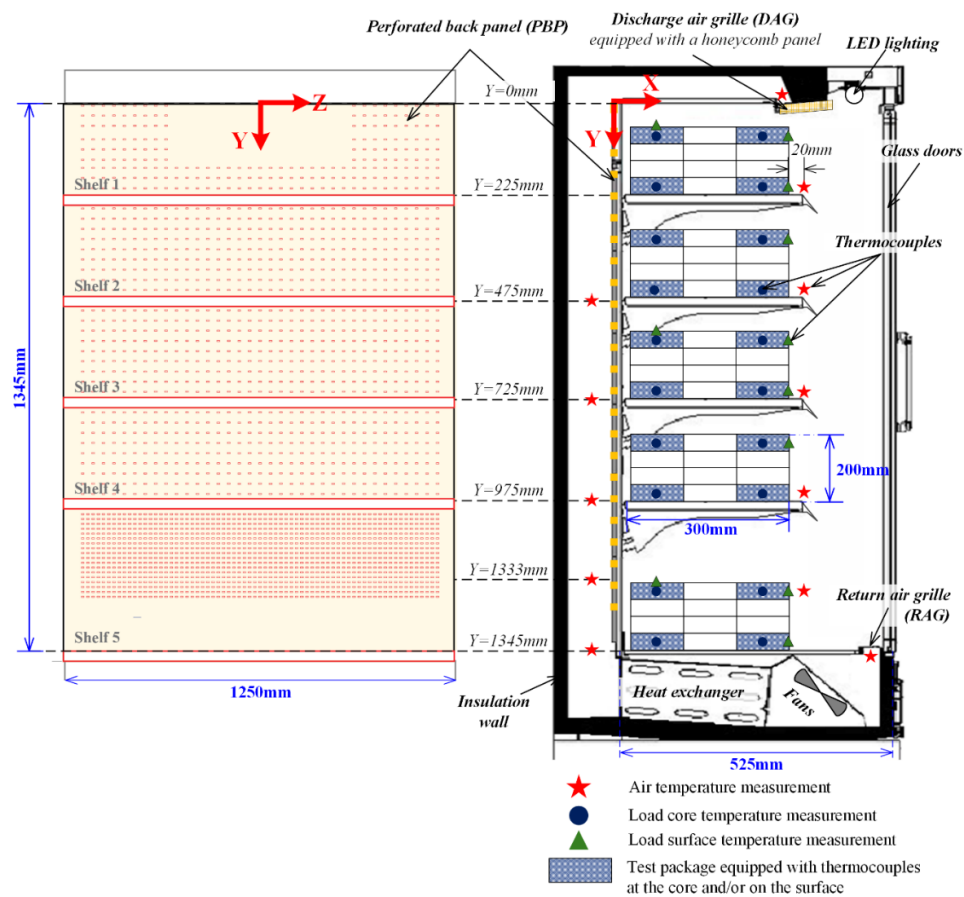 Perforated back panel (PBP)
Discharge air grille (DAG)
equipped with a honeycomb panel
LED lighting
Y=0mm
X
Z
Y
Y
20mm
Glass doors
Shelf 1
Y=225mm
Thermocouples
Shelf 2
Y=475mm
1345mm
Shelf 3
Y=725mm
Shelf 4
Y=975mm
200mm
300mm
Y=1333mm
Return air grille
(RAG)
Shelf 5
Y=1345mm
1250mm
Insulation
wall
Heat exchanger
Fans
525mm
Air temperature measurement
Load core temperature measurement
Load surface temperature measurement
Test package equipped with thermocouples
at the core and/or on the surface